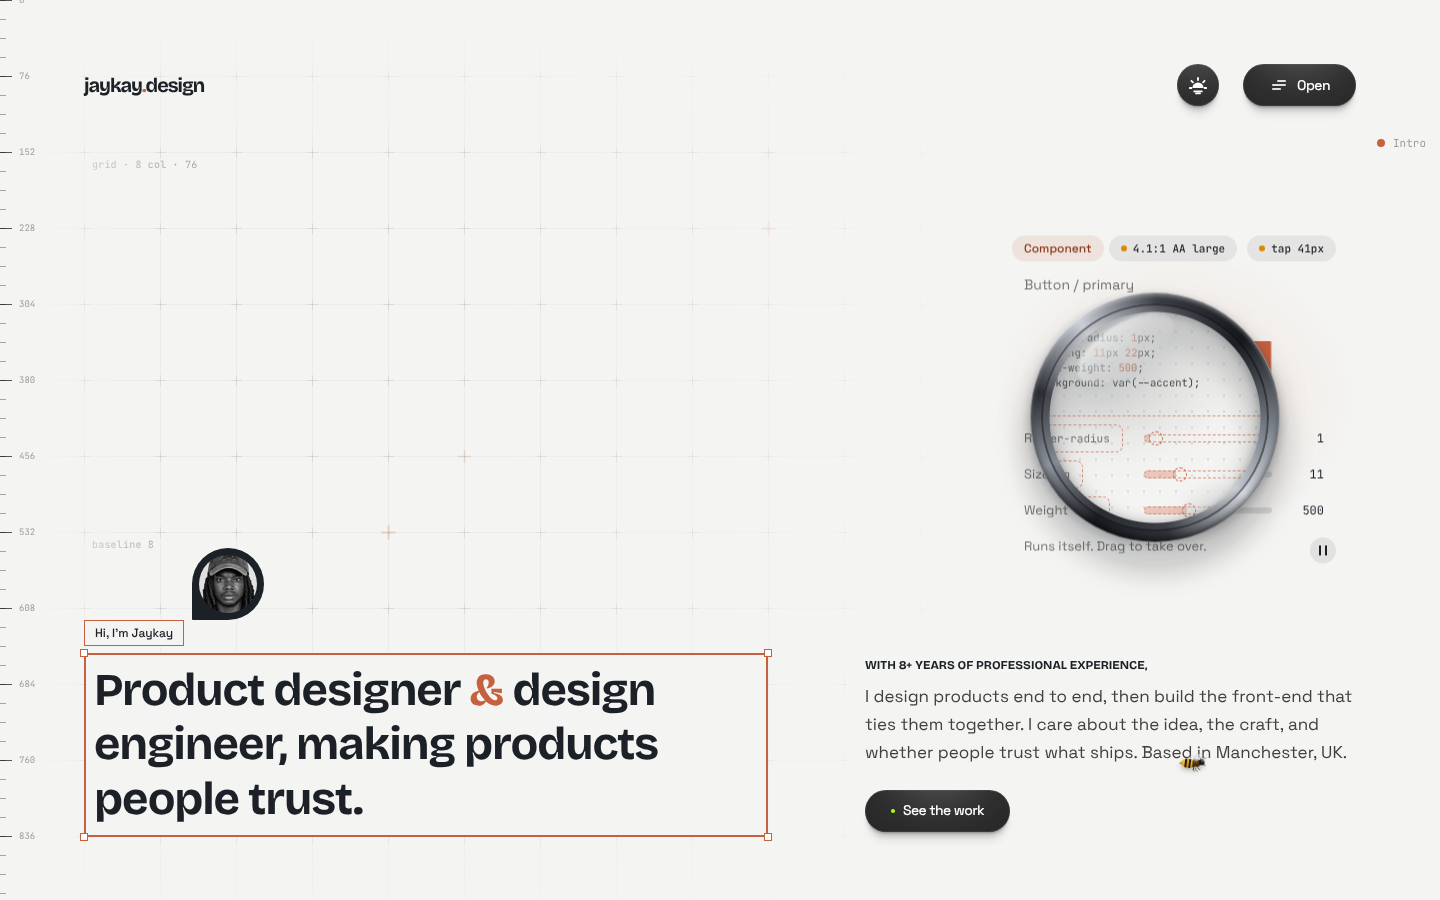 0
76
152
228
304
380
456
532
608
684
760
836
jaykay.design
Open
Intro
grid · 8 col · 76
baseline 8
Component
4.1:1 AA large
tap 41px
Button / primary
adius: 1px;
ng: 11px 22px;
-weight: 500;
kground: var(--accent);
er-radius
1
11
Weight
500
Runs itself. Drag to take over.
Hi, I'm Jaykay
Product designer & design
engineer, making products
people trust.
WITH 8+ YEARS OF PROFESSIONAL EXPERIENCE,
I design products end to end, then build the front-end that
ties them together. I care about the idea, the craft, and
whether people trust what ships. Based in Manchester, UK.
See the work